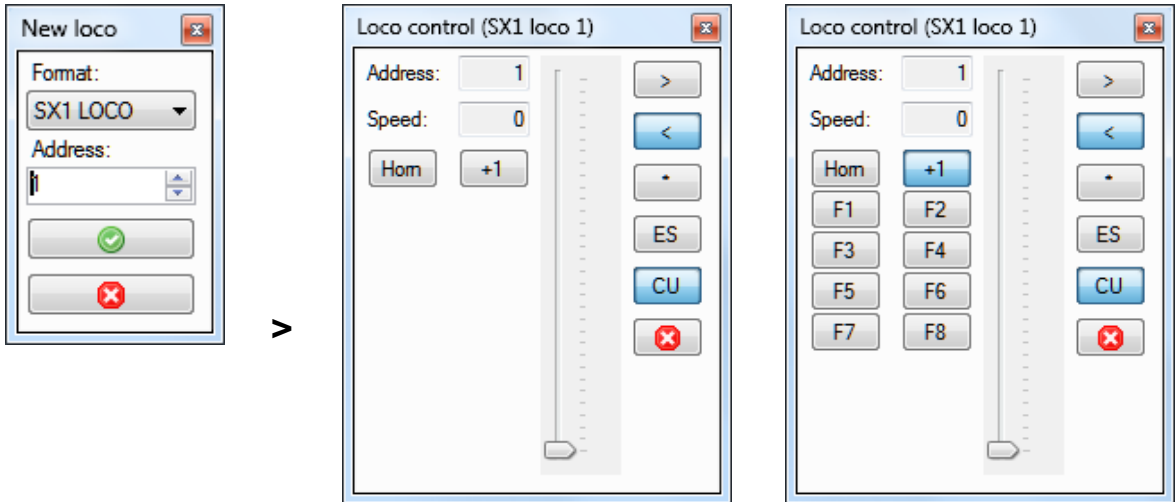 New loco
Format:
SX1 LOCO
Address:
1
>
Loco control (SX1 loco 1)
Address: 1 >
Speed: 0 <
Horn +1 *
ES
CU
Loco control (SX1 loco 1)
Address: 1 >
Speed: 0 <
Horn +1 *
F1 F2
F3 F4 ES
F5 F6 CU
F7 F8